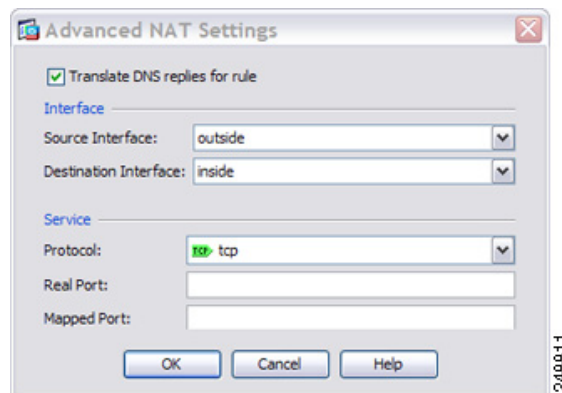 Advanced NAT Settings
Translate DNS replies for rule
Interface
Source Interface: outside
Destination Interface: inside
Service
Protocol: TCP tcp
Real Port:
Mapped Port:
OK Cancel Help